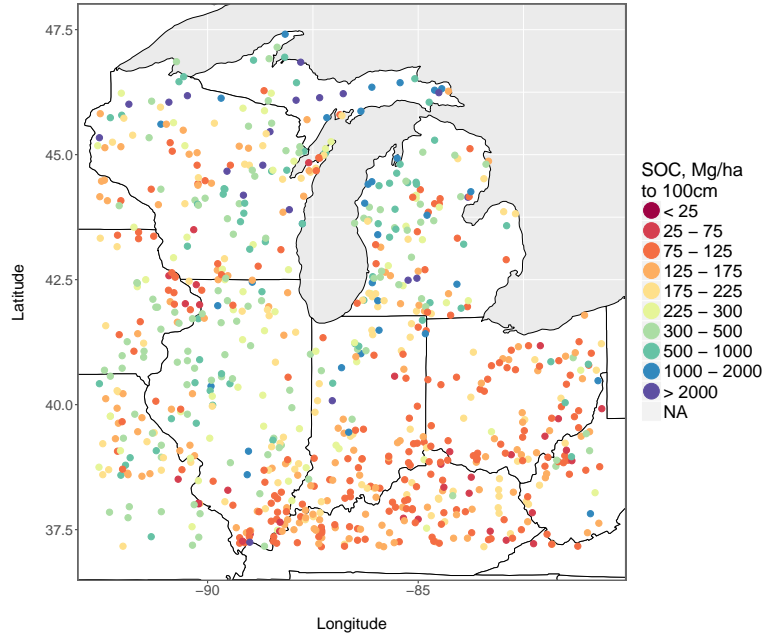 47.5
45.0
42.5
40.0
37.5
Latitude
−90
−85
Longitude
SOC, Mg/ha
to 100cm
< 25
25 − 75
75 − 125
125 − 175
175 − 225
225 − 300
300 − 500
500 − 1000
1000 − 2000
> 2000
NA